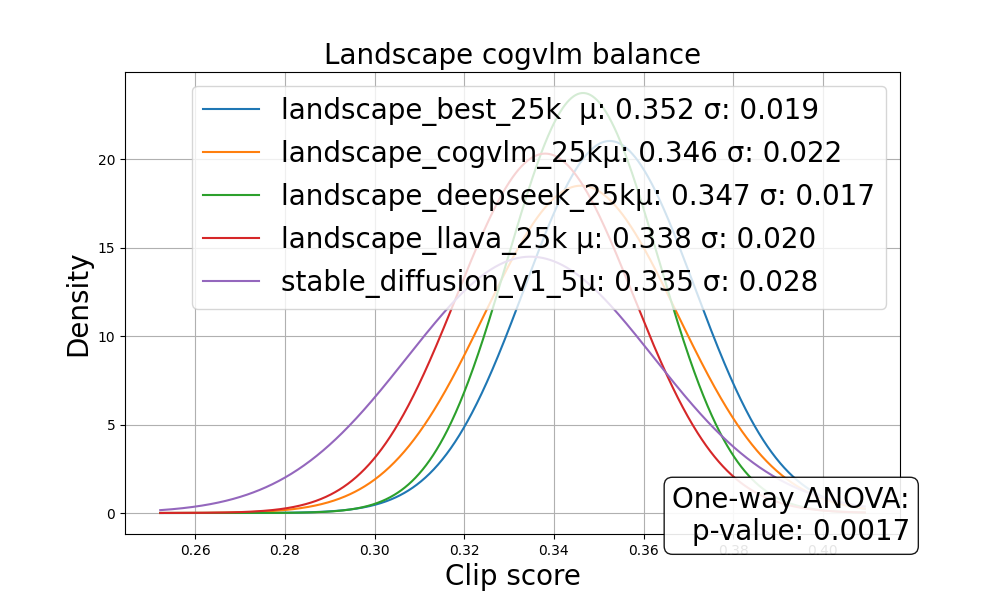 Landscape cogvlm balance
landscape_best_25k  μ: 0.352 σ: 0.019
landscape_cogvlm_25kμ: 0.346 σ: 0.022
landscape_deepseek_25kμ: 0.347 σ: 0.017
landscape_llava_25k μ: 0.338 σ: 0.020
stable_diffusion_v1_5μ: 0.335 σ: 0.028
Density
20
15
10
5
0
One-way ANOVA:
p-value: 0.0017
0.26 0.28 0.30 0.32 0.34 0.36 0.38 0.40
Clip score